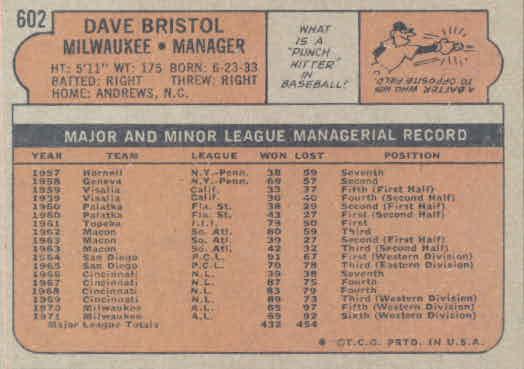 602
DAVE BRISTOL
MILWAUKEE • MANAGER
HT: 5'11" WT: 175 BORN: 6-23-33
BATTED: RIGHT THREW: RIGHT
HOME: ANDREWS, N.C.
WHAT
IS A
"PUNCH
HITTER"
IN
BASEBALL?
A BATTER WHO HITS
TO OPPOSITE FIELD.
MAJOR AND MINOR LEAGUE MANAGERIAL RECORD
YEAR TEAM LEAGUE WON LOST POSITION
1957 Hornell N.Y.-Penn. 38 59 Seventh
1958 Geneva N.Y.-Penn. 69 57 Second
1959 Visalia Calif. 33 37 Fifth (First Half)
1959 Visalia Calif. 40 Fourth (Second Half)
1960 Palatka Fla. St. 38 29 Second (First Half)
1960 Palatka Fla. St. 43 27 First (Second Half)
1961 Topeka I.I.I. 79 50 First
1962 Macon So. Atl. 80 59 Third
1963 Macon So. Atl. 39 27 Second (First Half)
1963 Macon So. Atl. 42 32 Third (Second Half)
1964 San Diego P.C.L. 91 67 First (Western Division)
1965 San Diego P.C.L. 70 78 Third (Eastern Division)
1966 Cincinnati N.L. 39 38 Seventh
1967 Cincinnati N.L. 87 75 Fourth
1968 Cincinnati N.L. 83 79 Fourth
1969 Cincinnati N.L. 89 73 Third (Western Division)
1970 Milwaukee A.L. 65 97 Fifth (Western Division)
1971 Milwaukee A.L. 69 92 Sixth (Western Division)
Major League Totals 432 454
* ©T.C.G. PRTD. IN U.S.A.